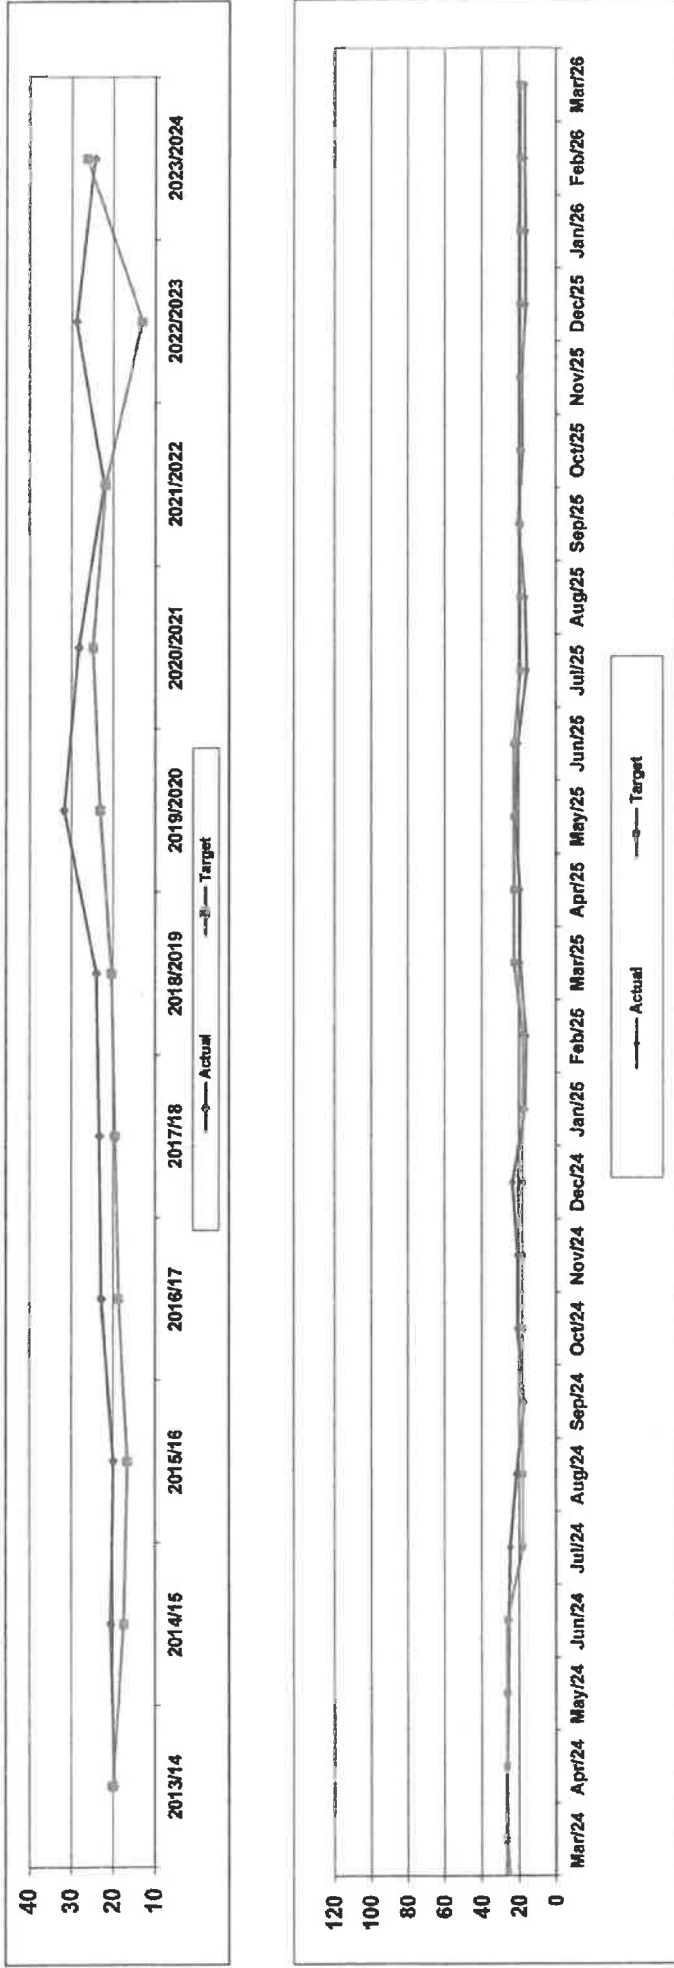 40
30
20
10
2013/14 2014/15 2015/16 2016/17 2017/18 2018/2019 2019/2020 2020/2021 2021/2022 2022/2023 2023/2024
Actual Target
120
100
80
60
40
20
0
Mar/24 Apr/24 May/24 Jun/24 Jul/24 Aug/24 Sep/24 Oct/24 Nov/24 Dec/24 Jan/25 Feb/25 Mar/25 Apr/25 May/25 Jun/25 Jul/25 Aug/25 Sep/25 Oct/25 Nov/25 Dec/25 Jan/26 Feb/26 Mar/26
Actual Target